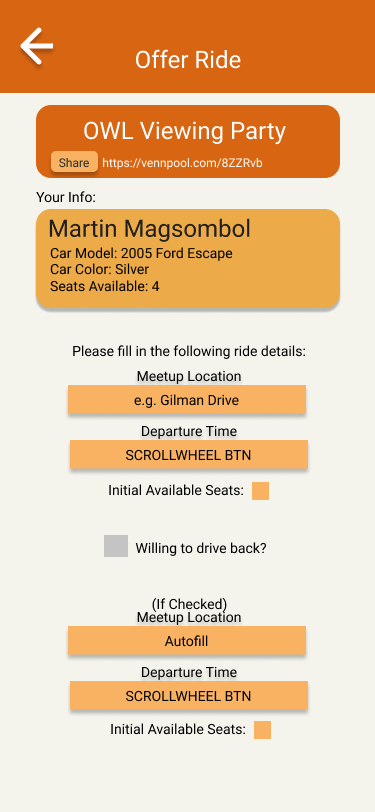 Offer Ride
OWL Viewing Party
Share https://vennpool.com/8ZZRvb
Your Info:
Martin Magsombol
Car Model: 2005 Ford Escape
Car Color: Silver
Seats Available: 4
Please fill in the following ride details:
Meetup Location
e.g. Gilman Drive
Departure Time
SCROLLWHEEL BTN
Initial Available Seats:
Willing to drive back?
(If Checked)
Meetup Location
Autofill
Departure Time
SCROLLWHEEL BTN
Initial Available Seats: